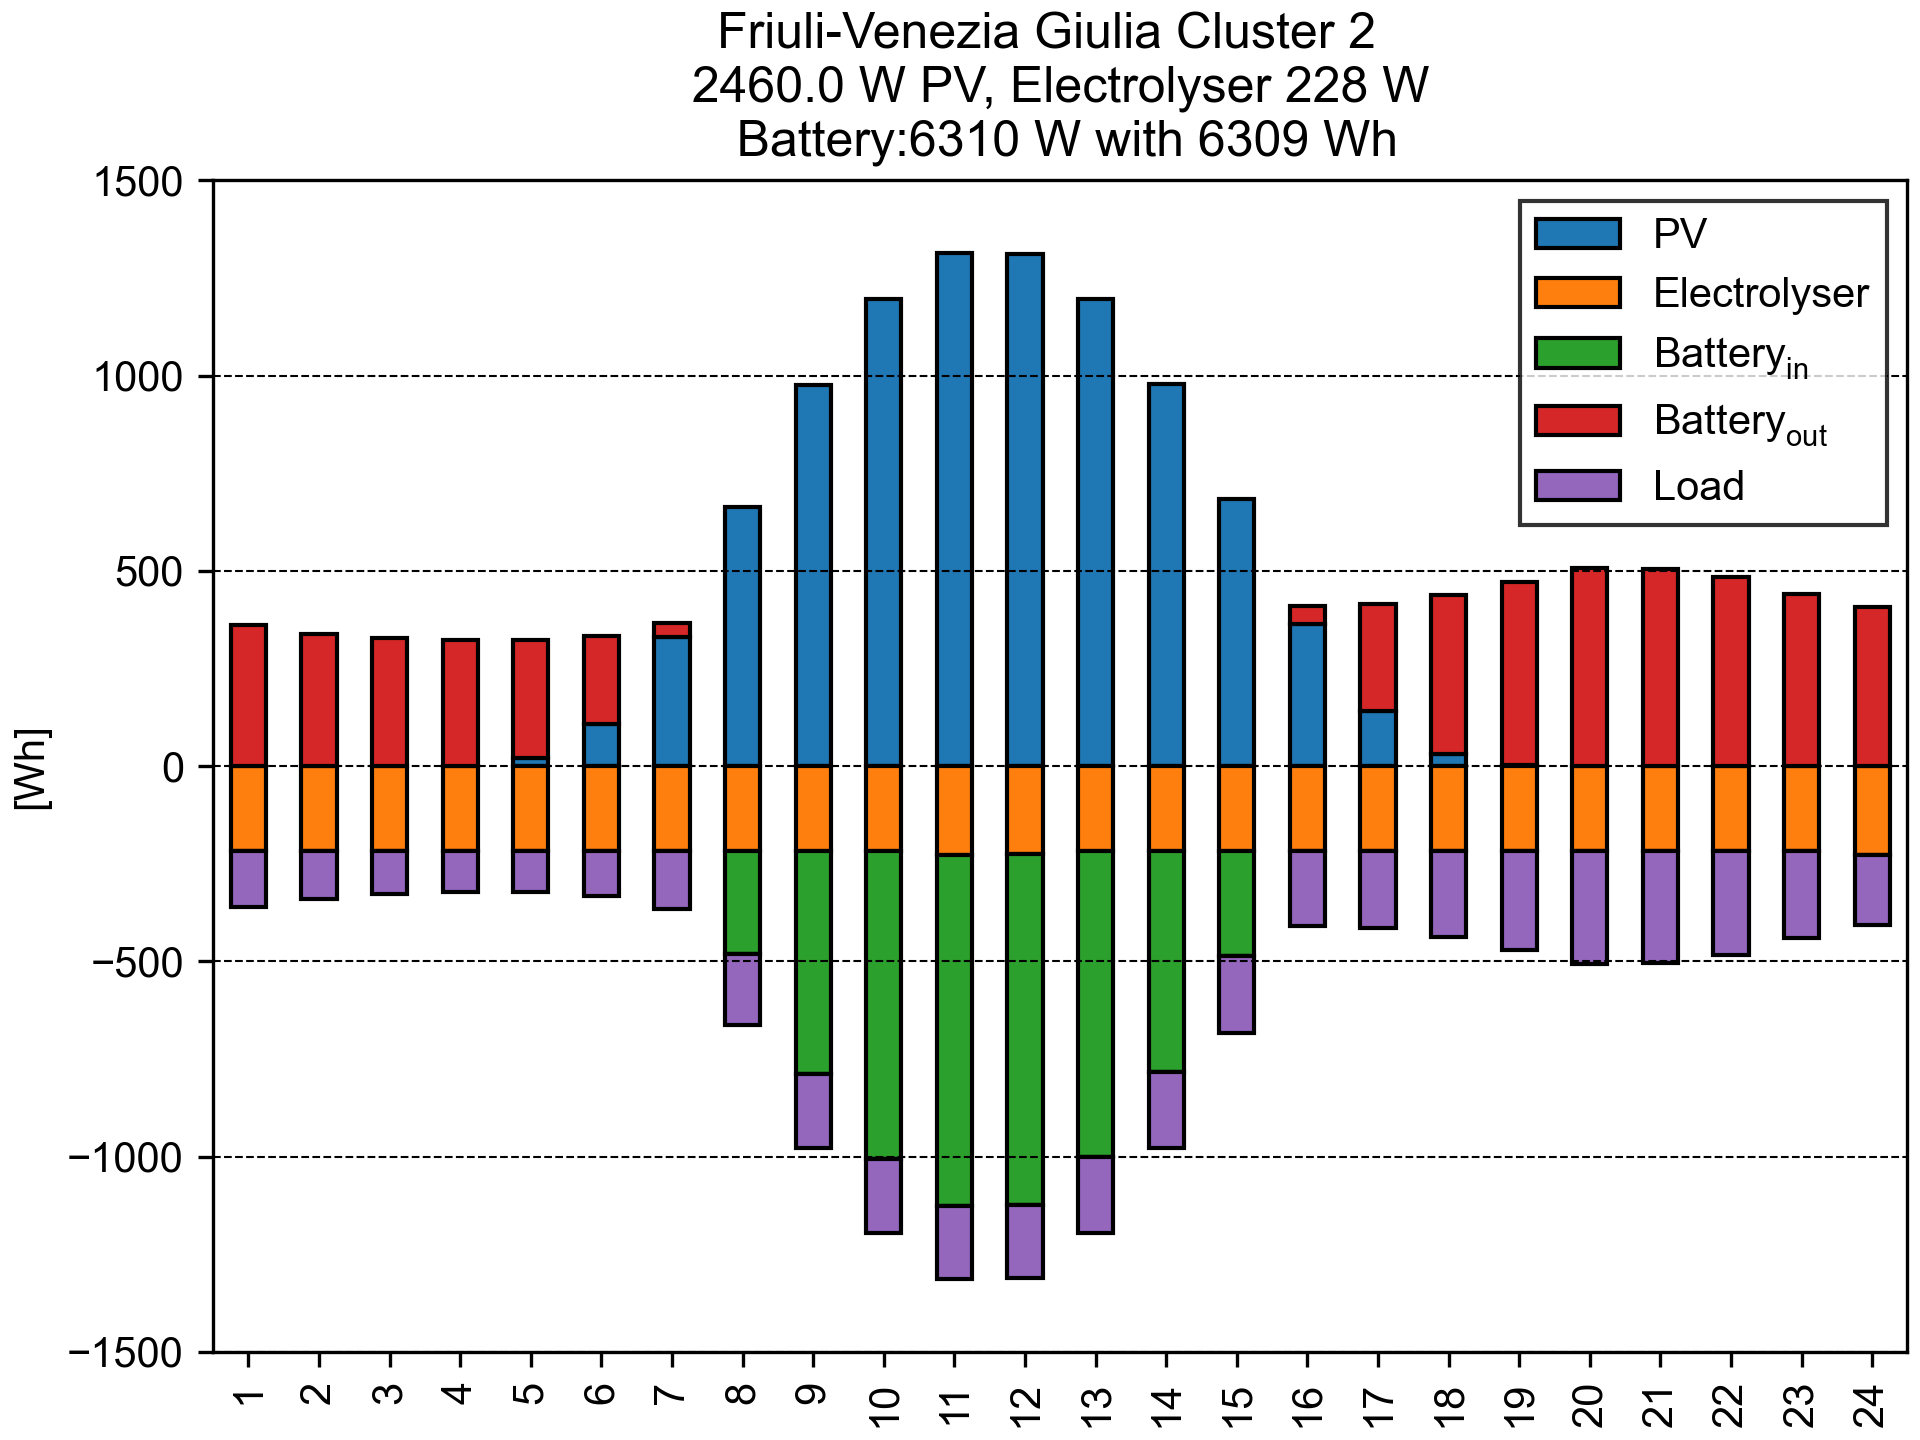 Friuli-Venezia Giulia Cluster 2
2460.0 W PV, Electrolyser 228 W
Battery:6310 W with 6309 Wh
1500
1000
500
0
−500
−1000
−1500
[Wh]
PV
Electrolyser
Battery_in
Battery_out
Load
1 2 3 4 5 6 7 8 9 10 11 12 13 14 15 16 17 18 19 20 21 22 23 24